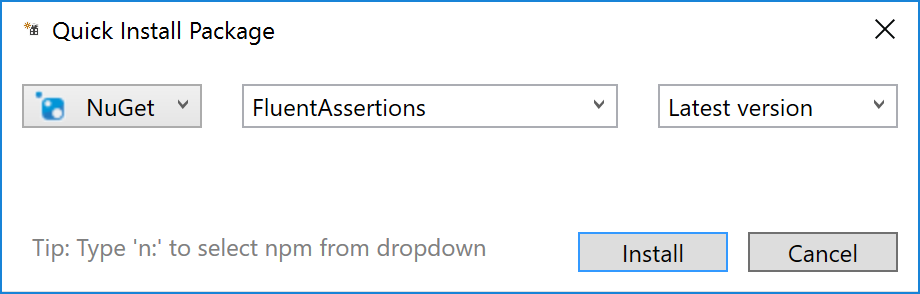 Quick Install Package
NuGet
FluentAssertions
Latest version
Tip: Type 'n:' to select npm from dropdown
Install
Cancel